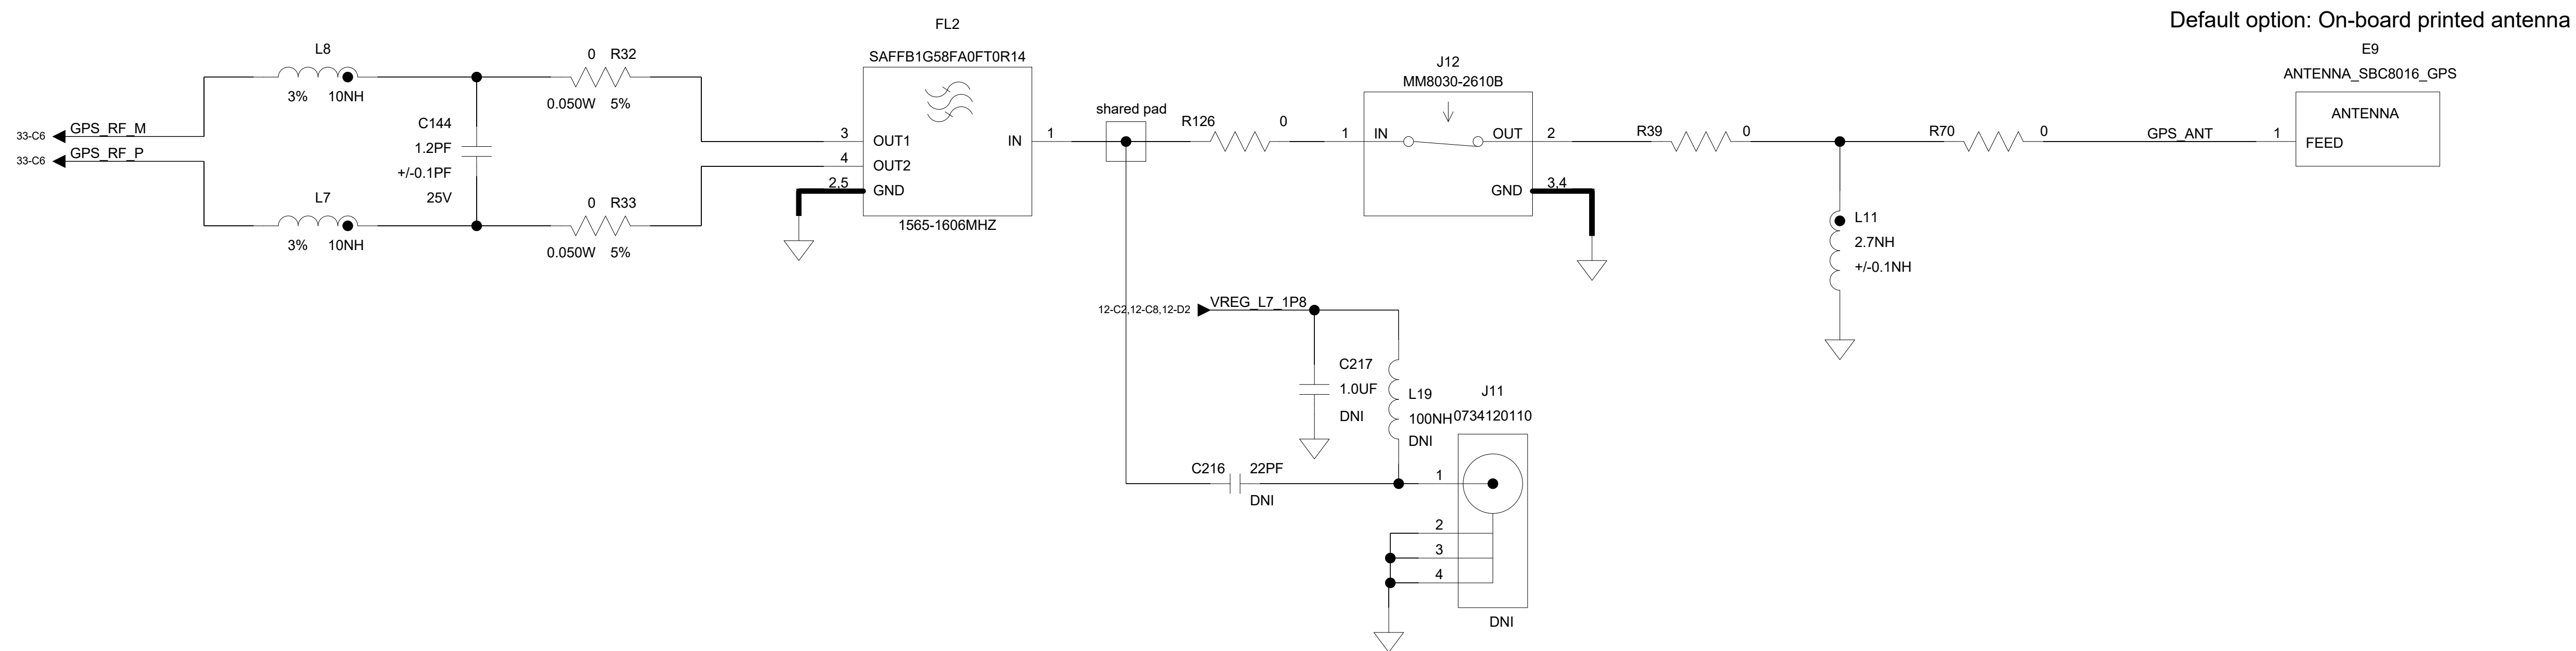 Default option: On-board printed antenna
L8
3% 10NH
33-C6 GPS_RF_M
33-C6 GPS_RF_P
L7
3% 10NH
C144
1.2PF
+/-0.1PF
25V
0 R32
0.050W 5%
0 R33
0.050W 5%
FL2
SAFFB1G58FA0FT0R14
3 OUT1
4 OUT2
2,5 GND
IN 1
1565-1606MHZ
shared pad
R126 0
J12
MM8030-2610B
1 IN
OUT 2
GND 3,4
R39 0
L11
2.7NH
+/-0.1NH
R70 0
GPS_ANT
E9
ANTENNA_SBC8016_GPS
ANTENNA
1 FEED
12-C2,12-C8,12-D2 VREG_L7_1P8
C217
1.0UF
DNI
L19
100NH
DNI
C216 22PF
DNI
J11
0734120110
1
2
3
4
DNI